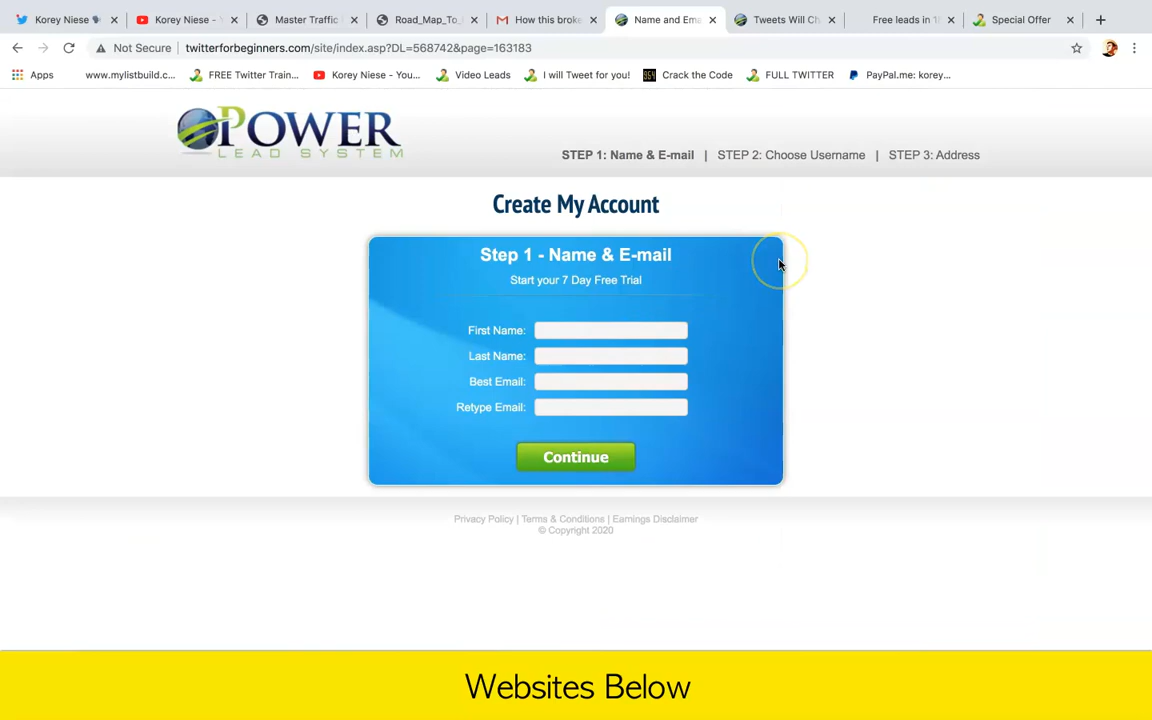 Korey Niese
Korey Niese - Y
Master Traffic
Road_Map_To_
How this broke
Name and Ema
Tweets Will Ch
Free leads in 1
Special Offer
Not Secure
twitterforbeginners.com/site/index.asp?DL=568742&page=163183
Apps
www.mylistbuild.c...
FREE Twitter Train...
Korey Niese - You...
Video Leads
I will Tweet for you!
Crack the Code
FULL TWITTER
PayPal.me: korey...
POWER
LEAD SYSTEM
STEP 1: Name & E-mail | STEP 2: Choose Username | STEP 3: Address
Create My Account
Step 1 - Name & E-mail
Start your 7 Day Free Trial
First Name:
Last Name:
Best Email:
Retype Email:
Continue
Privacy Policy | Terms & Conditions | Earnings Disclaimer
© Copyright 2020
Websites Below